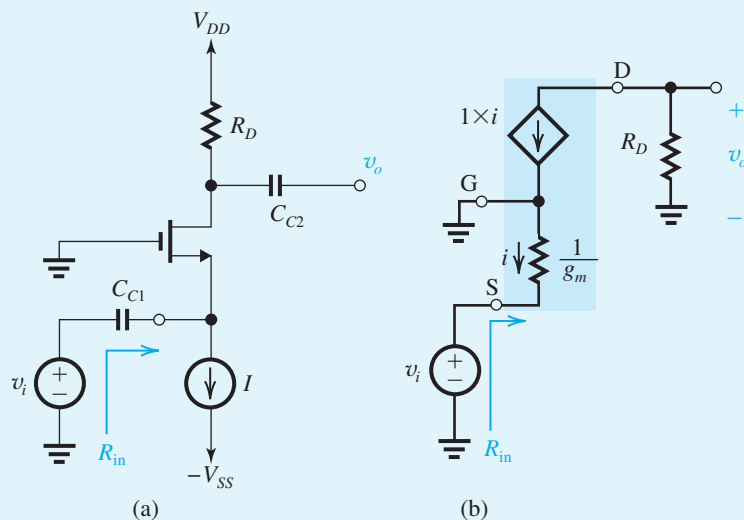 V_DD
R_D
v_o
C_C2
C_C1
v_i
+
−
I
R_in
−V_SS
(a)
D
1×i
+
R_D
v_o
−
G
i
1/g_m
S
v_i
+
−
R_in
(b)